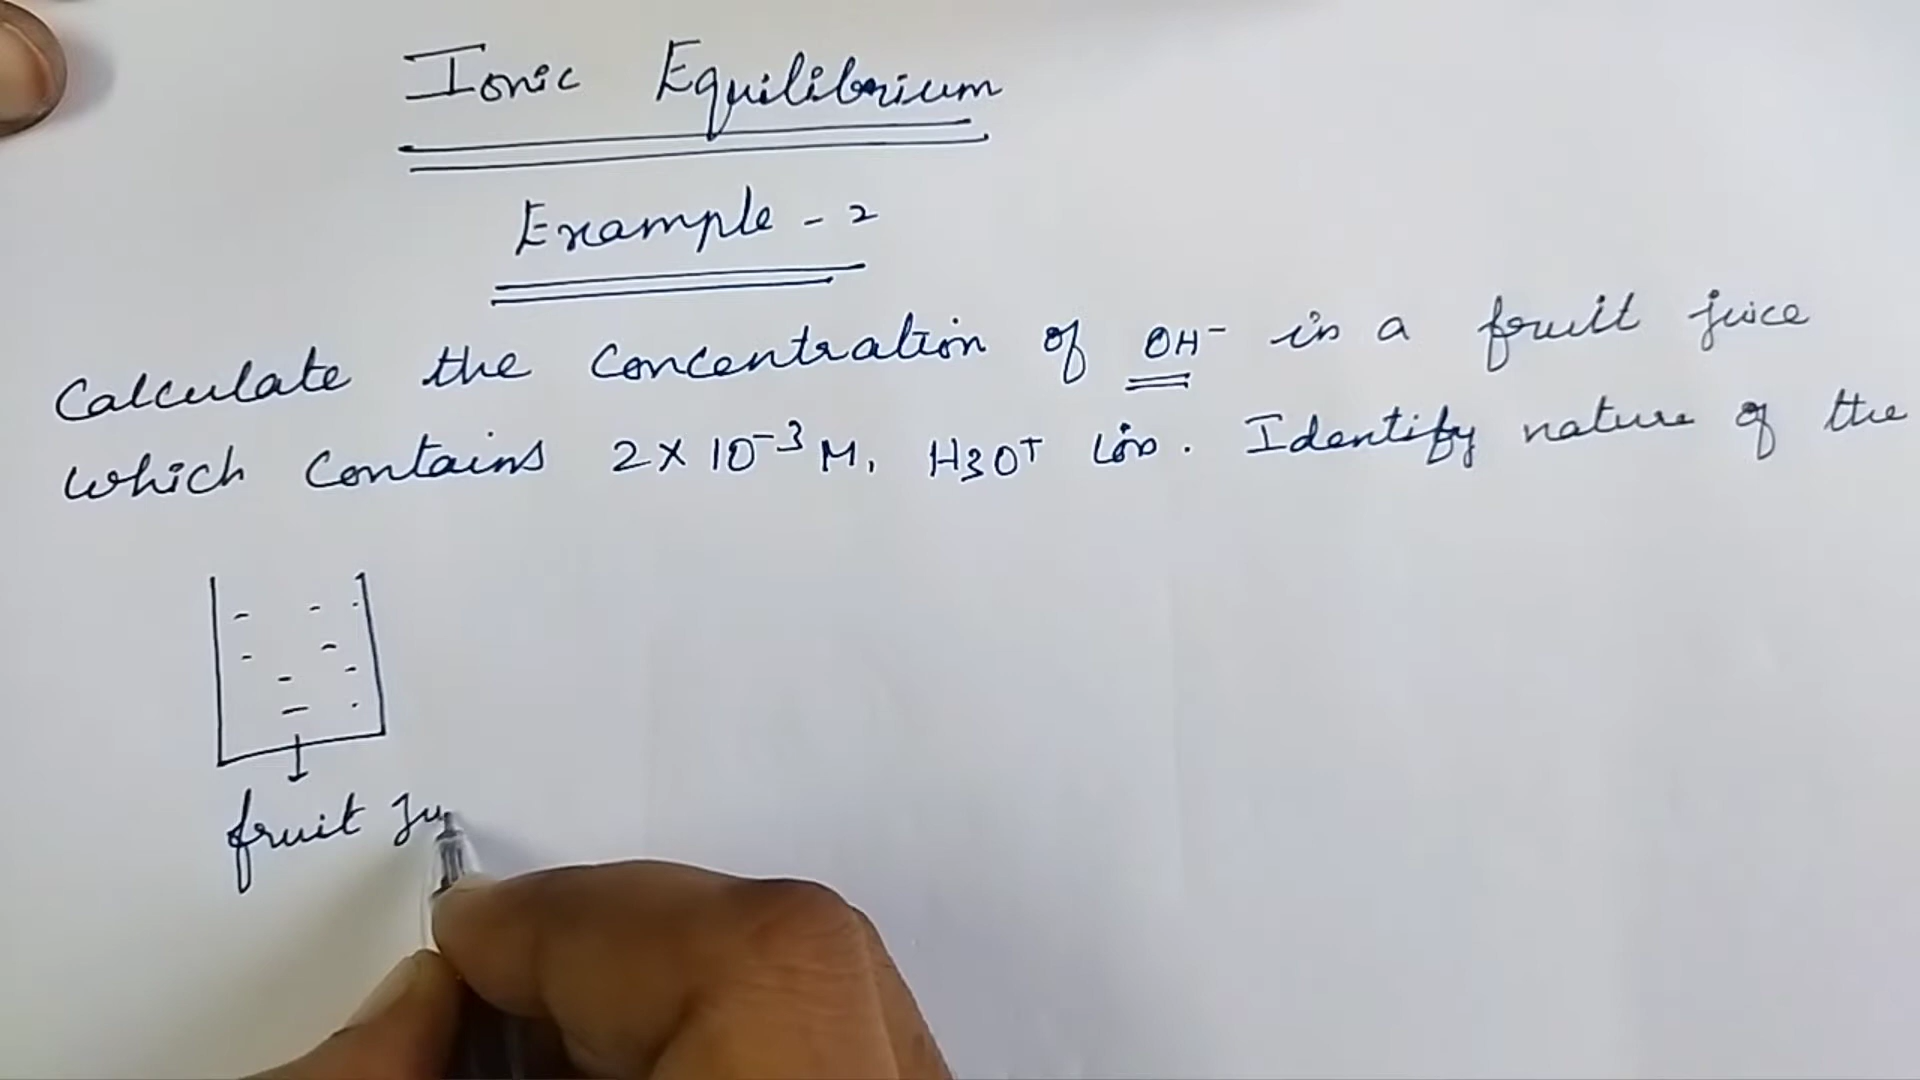 Ionic Equilibrium
Example - 2
Calculate the concentration of OH⁻ in a fruit juice
which contains 2 × 10⁻³ M, H3O⁺ ion. Identify nature of the
fruit Ju